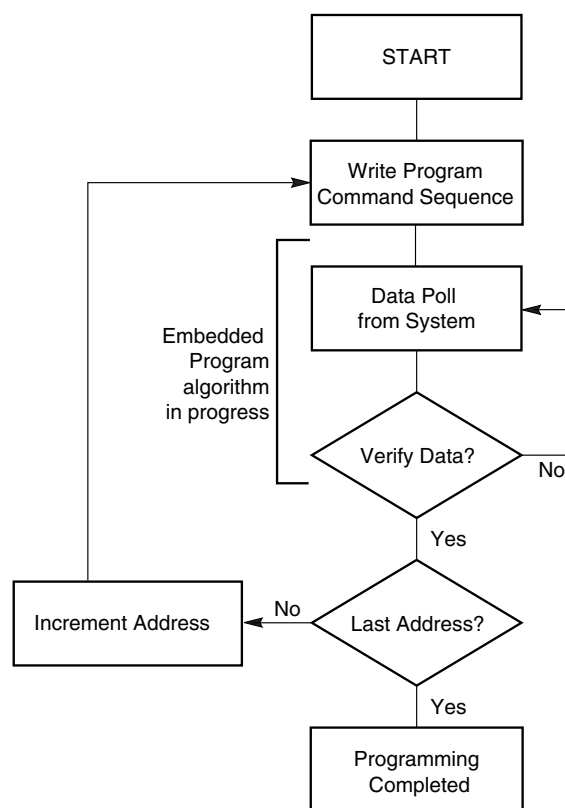 START
Write Program
Command Sequence
Data Poll
from System
Embedded
Program
algorithm
in progress
Verify Data?
No
Yes
Increment Address
No
Last Address?
Yes
Programming
Completed